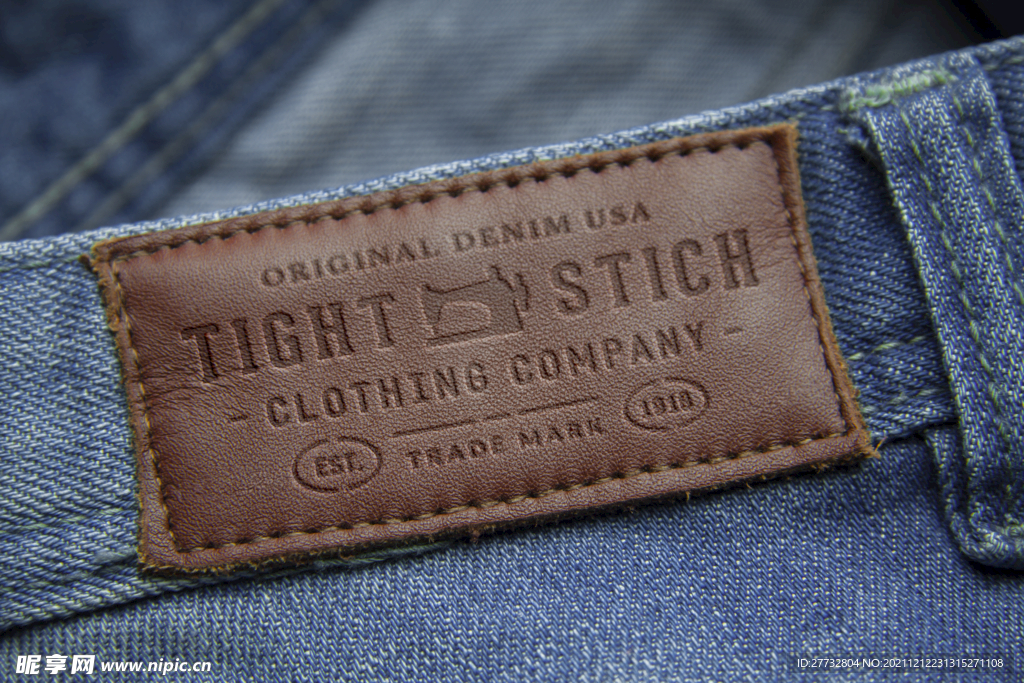 ORIGINAL DENIM USA
TIGHT STICH
- CLOTHING COMPANY -
EST. TRADE MARK 1910
昵享网 www.nipic.cn
ID:27732804 NO:20211212231315271108